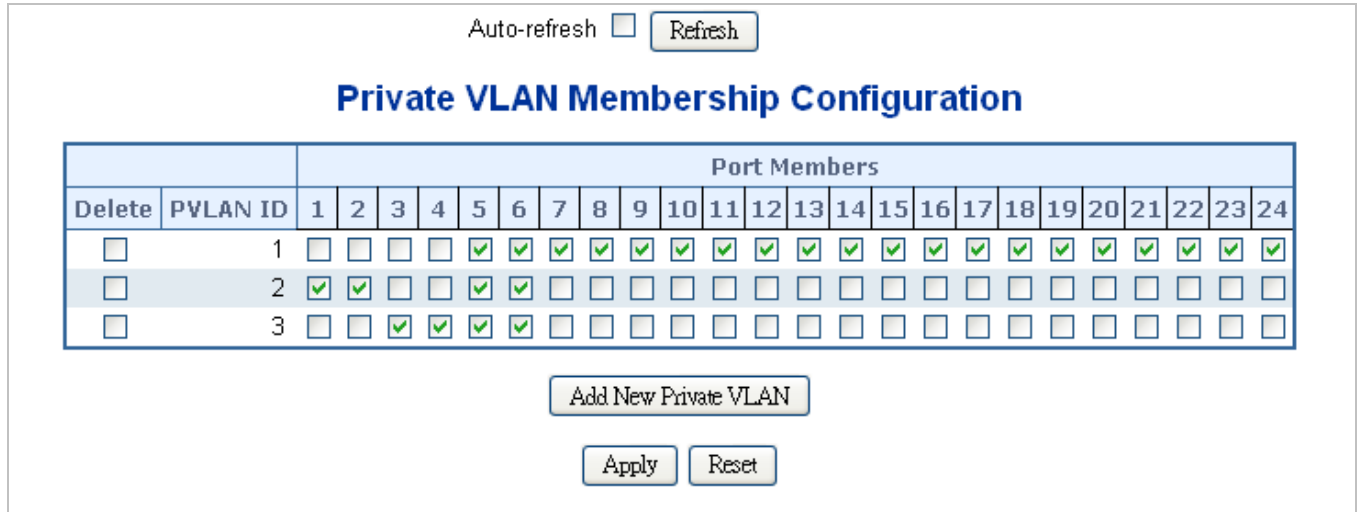 Auto-refresh Refresh
Private VLAN Membership Configuration
Port Members
Delete PVLAN ID 1 2 3 4 5 6 7 8 9 10 11 12 13 14 15 16 17 18 19 20 21 22 23 24
1
2
3
Add New Private VLAN
Apply Reset